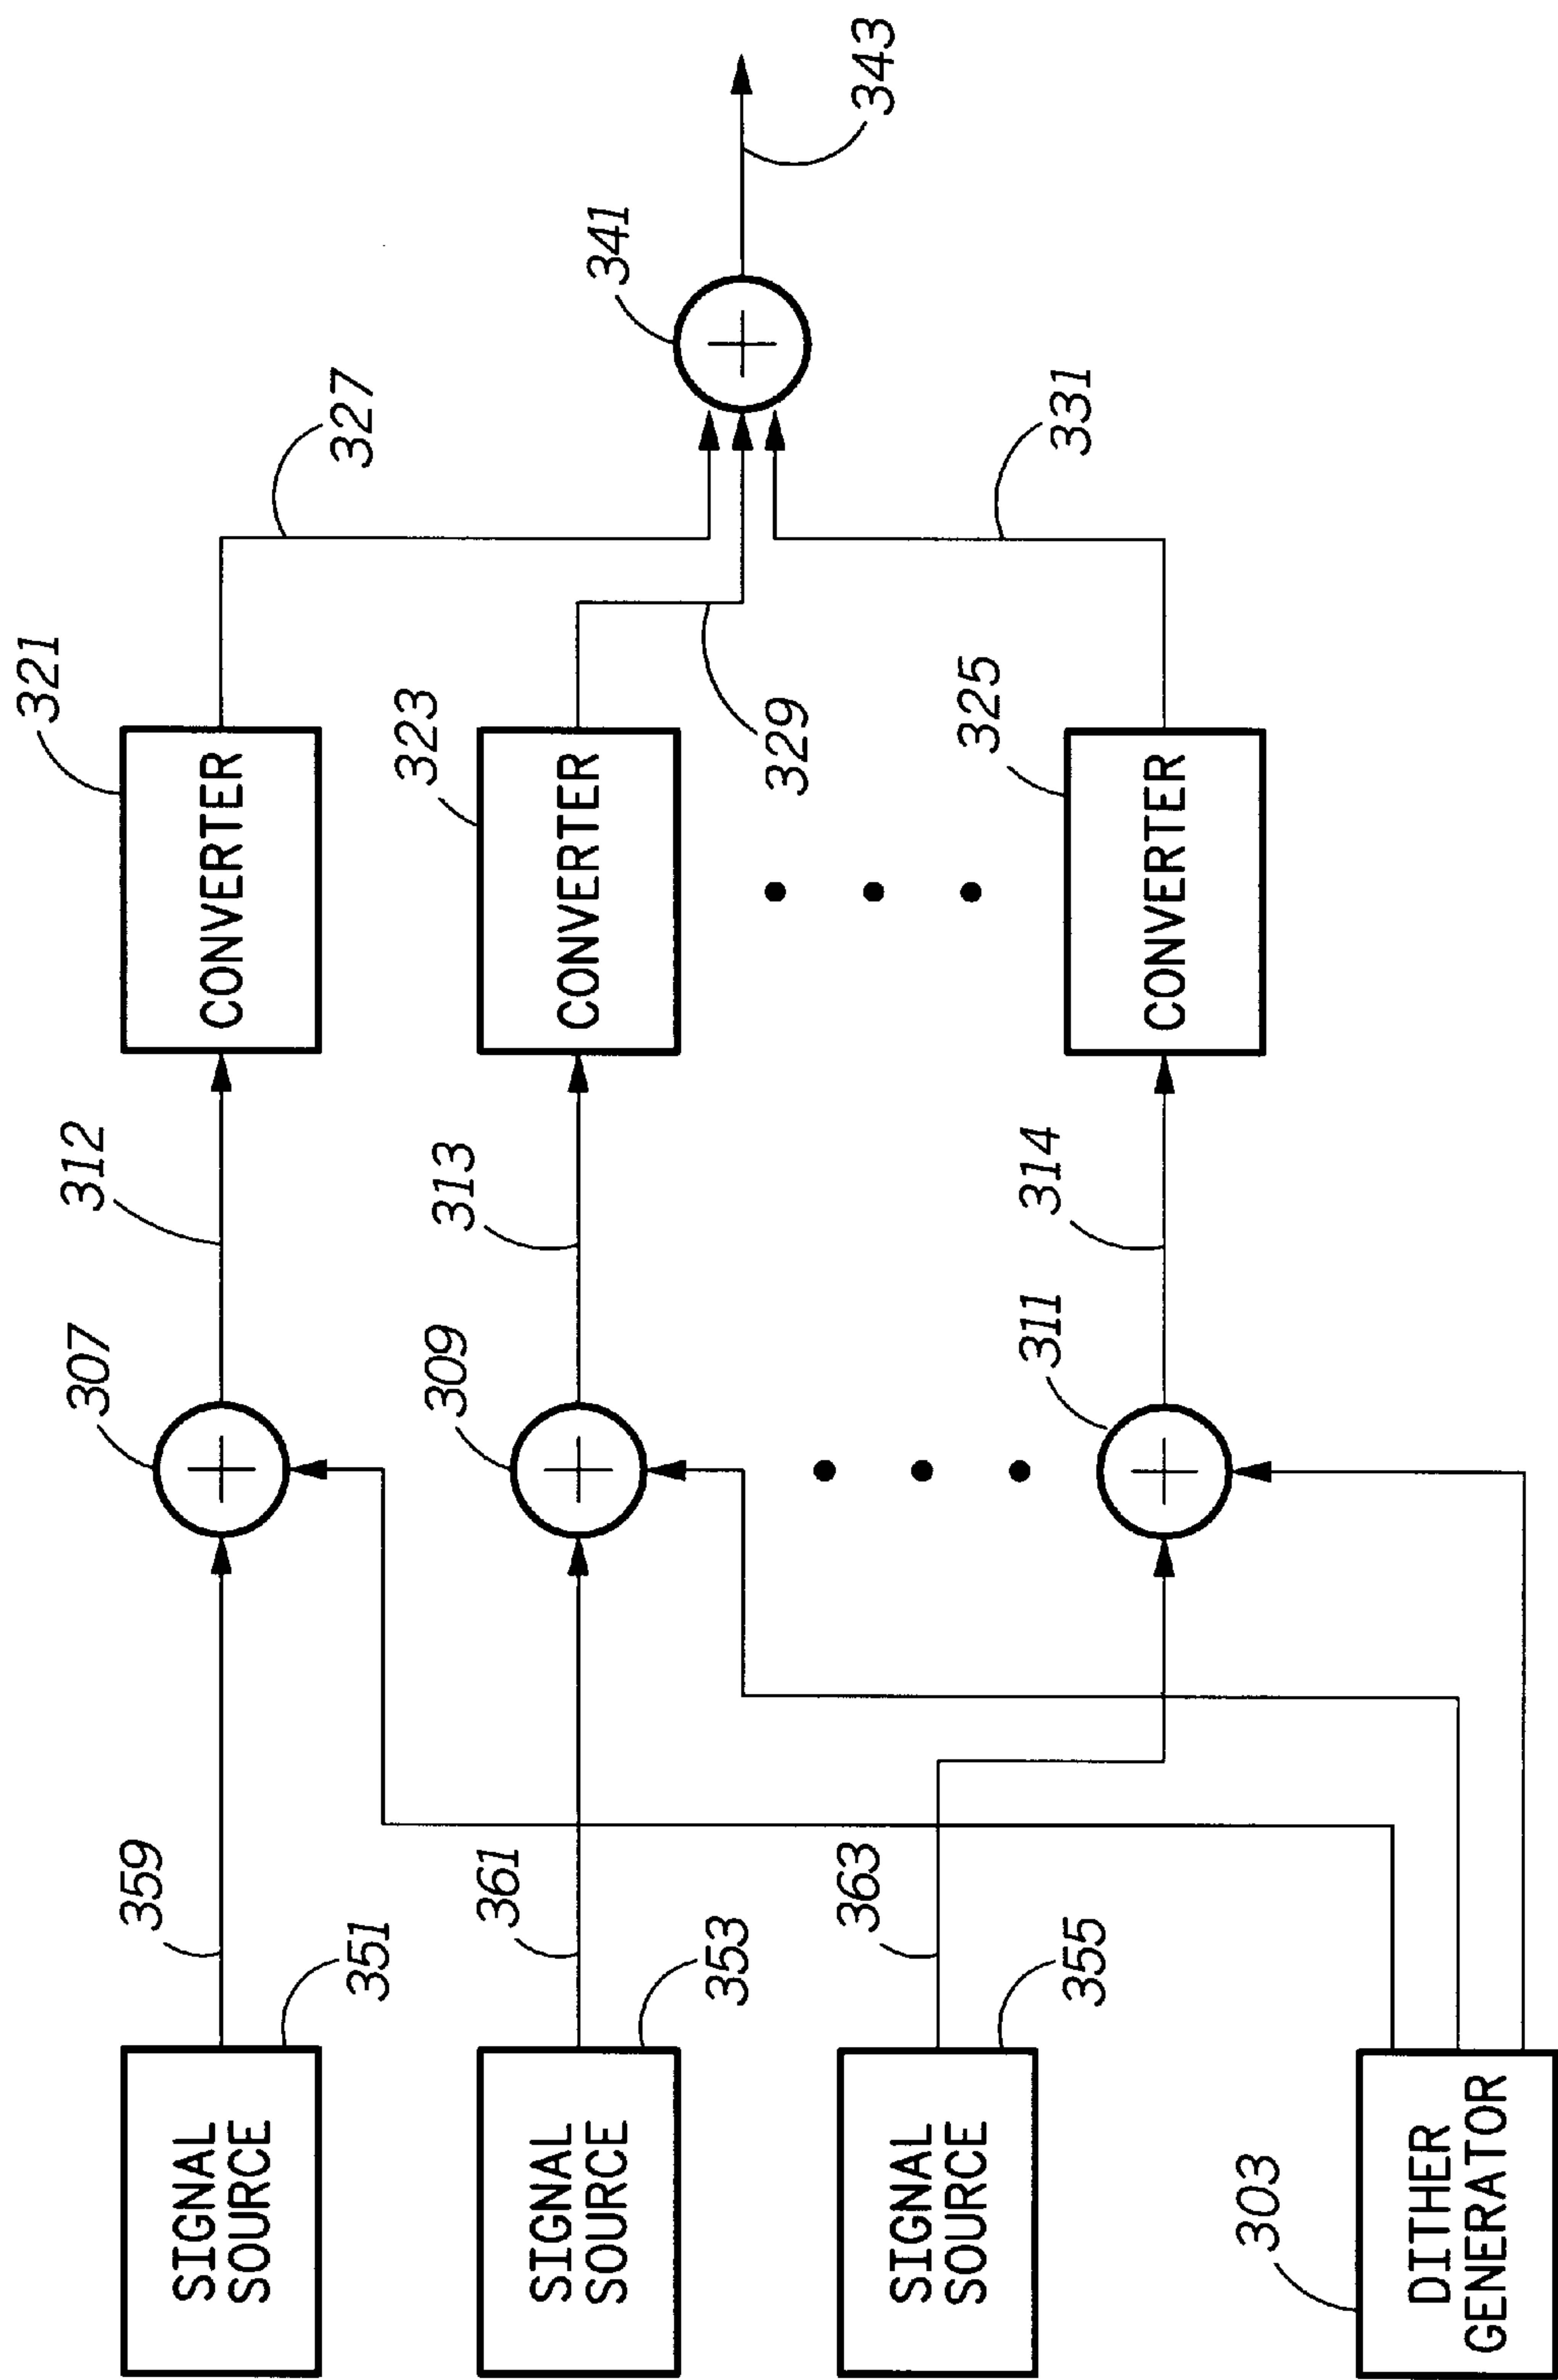 SIGNAL
SOURCE
351
359
307
312
CONVERTER
321
327
SIGNAL
SOURCE
353
361
309
313
CONVERTER
323
329
341
343
SIGNAL
SOURCE
355
363
311
314
CONVERTER
325
331
DITHER
GENERATOR
303